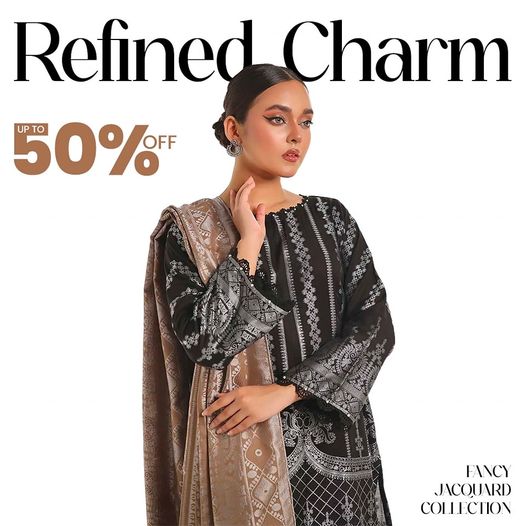 Refined Charm
UP TO
50% OFF
FANCY
JACQUARD
COLLECTION